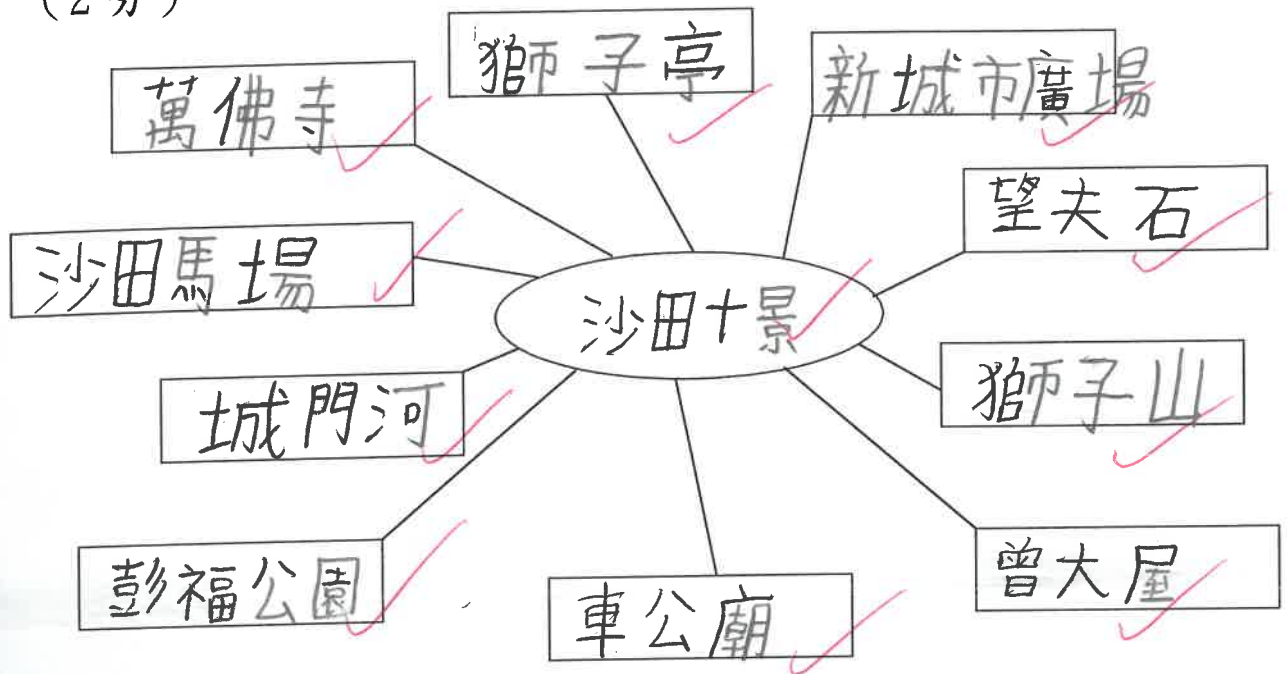 (2分)
獅子亭
新城市廣場
萬佛寺
望夫石
沙田馬場
沙田十景
獅子山
城門河
曾大屋
彭福公園
車公廟